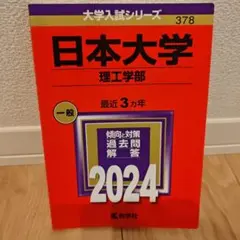 大学入試シリーズ
378
日本大学
理工学部
最近3カ年
一般
傾向と対策
過去問
解答
2024
教学社